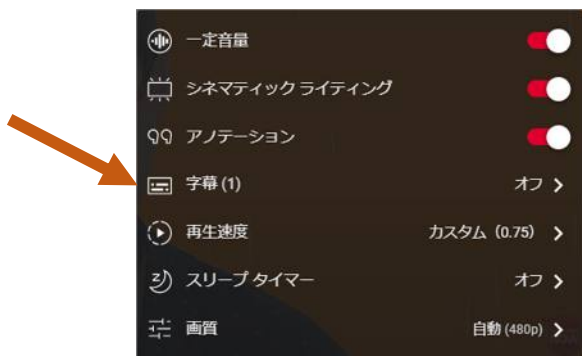 一定音量
シネマティック ライティング
アノテーション
字幕 (1) オフ
再生速度 カスタム（0.75）
スリープ タイマー オフ
画質 自動 (480p)